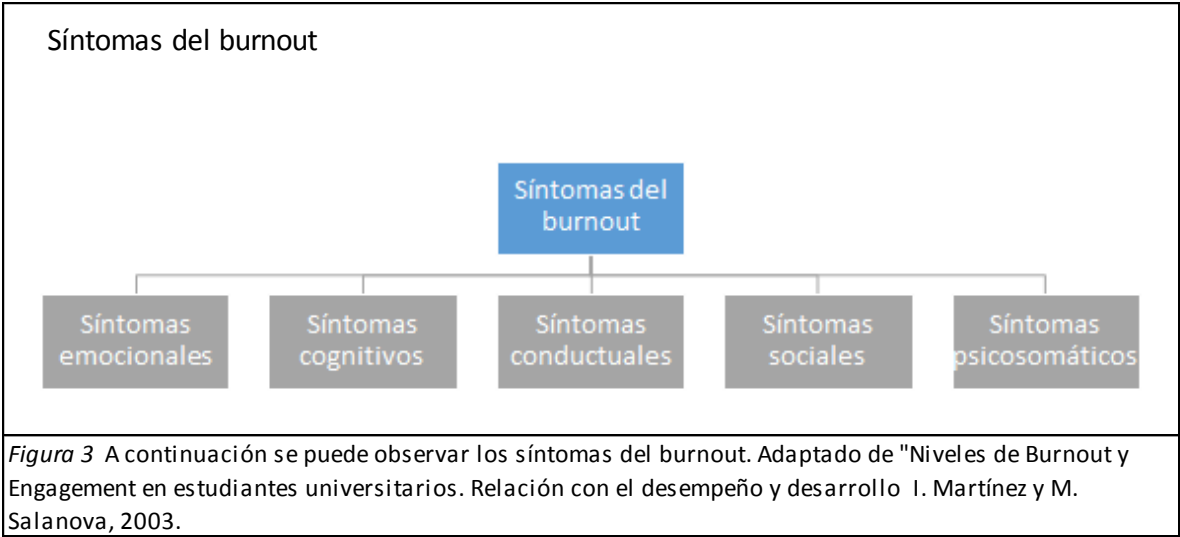 Síntomas del burnout
Síntomas del
burnout
Síntomas
emocionales
Síntomas
cognitivos
Síntomas
conductuales
Síntomas
sociales
Síntomas
psicosomáticos
Figura 3 A continuación se puede observar los síntomas del burnout. Adaptado de "Niveles de Burnout y
Engagement en estudiantes universitarios. Relación con el desempeño y desarrollo I. Martínez y M.
Salanova, 2003.